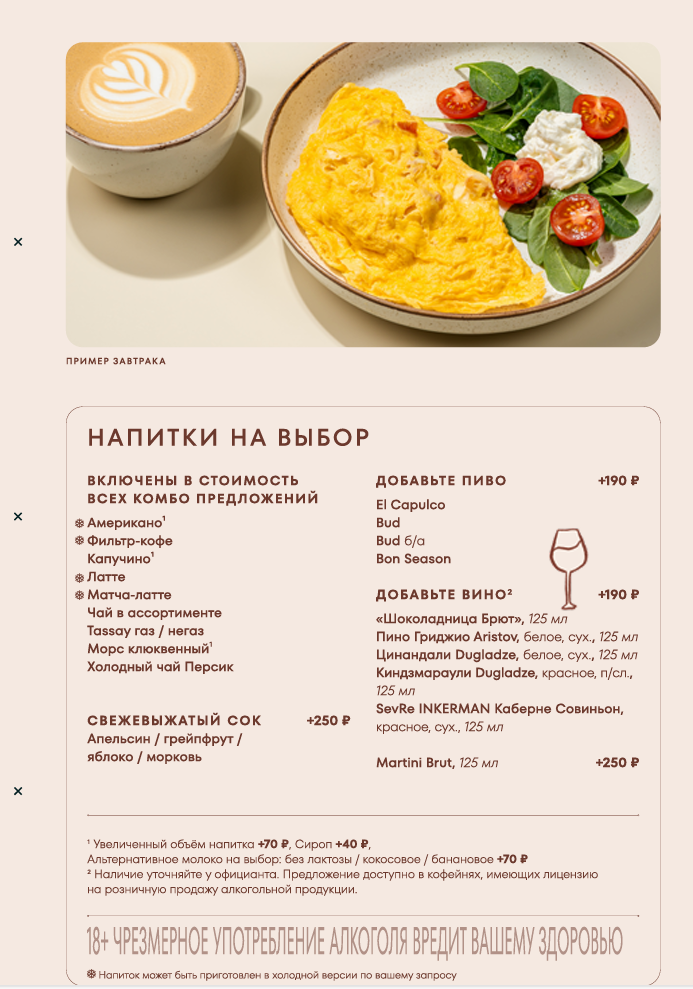 ПРИМЕР ЗАВТРАКА
НАПИТКИ НА ВЫБОР
ВКЛЮЧЕНЫ В СТОИМОСТЬ
ВСЕХ КОМБО ПРЕДЛОЖЕНИЙ
❄ Американо¹
❄ Фильтр-кофе
Капучино¹
❄ Латте
❄ Матча-латте
Чай в ассортименте
Tassay газ / негаз
Морс клюквенный¹
Холодный чай Персик
СВЕЖЕВЫЖАТЫЙ СОК +250 ₽
Апельсин / грейпфрут /
яблоко / морковь
ДОБАВЬТЕ ПИВО +190 ₽
El Capulco
Bud
Bud б/а
Bon Season
ДОБАВЬТЕ ВИНО² +190 ₽
«Шоколадница Брют», 125 мл
Пино Гриджио Aristov, белое, сух., 125 мл
Цинандали Dugladze, белое, сух., 125 мл
Киндзмараули Dugladze, красное, п/сл.,
125 мл
SevRe INKERMAN Каберне Совиньон,
красное, сух., 125 мл
Martini Brut, 125 мл +250 ₽
¹ Увеличенный объём напитка +70 ₽, Сироп +40 ₽,
Альтернативное молоко на выбор: без лактозы / кокосовое / банановое +70 ₽
² Наличие уточняйте у официанта. Предложение доступно в кофейнях, имеющих лицензию
на розничную продажу алкогольной продукции.
18+ ЧРЕЗМЕРНОЕ УПОТРЕБЛЕНИЕ АЛКОГОЛЯ ВРЕДИТ ВАШЕМУ ЗДОРОВЬЮ
❄ Напиток может быть приготовлен в холодной версии по вашему запросу